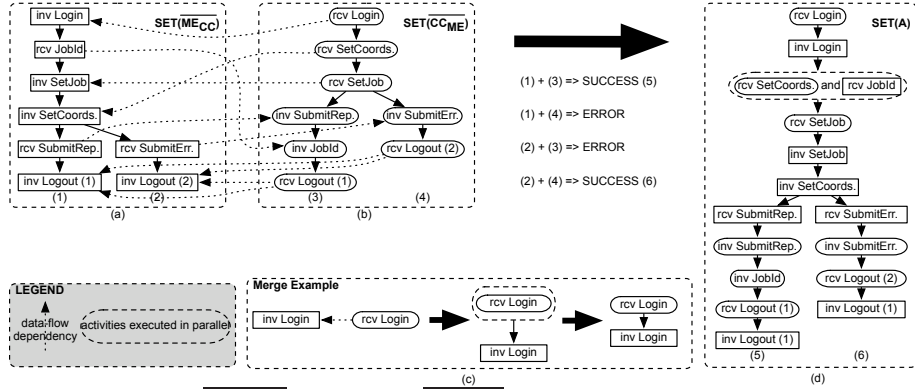 SET(ME_CC)
inv Login
rcv JobId
inv SetJob
inv SetCoords.
rcv SubmitRep.
rcv SubmitErr.
inv Logout (1)
inv Logout (2)
(1)
(2)
(a)
SET(CC_ME)
rcv Login
rcv SetCoords.
rcv SetJob
inv SubmitRep.
inv SubmitErr.
inv JobId
rcv Logout (2)
rcv Logout (1)
(3)
(4)
(b)
(1) + (3) => SUCCESS (5)
(1) + (4) => ERROR
(2) + (3) => ERROR
(2) + (4) => SUCCESS (6)
SET(A)
rcv Login
inv Login
rcv SetCoords. and rcv JobId
rcv SetJob
inv SetJob
inv SetCoords.
rcv SubmitRep.
rcv SubmitErr.
inv SubmitRep.
inv SubmitErr.
inv JobId
rcv Logout (2)
rcv Logout (1)
inv Logout (1)
inv Logout (1)
(5)
(6)
(d)
LEGEND
data flow
dependency
activities executed in parallel
Merge Example
inv Login
rcv Login
rcv Login
inv Login
rcv Login
inv Login
(c)